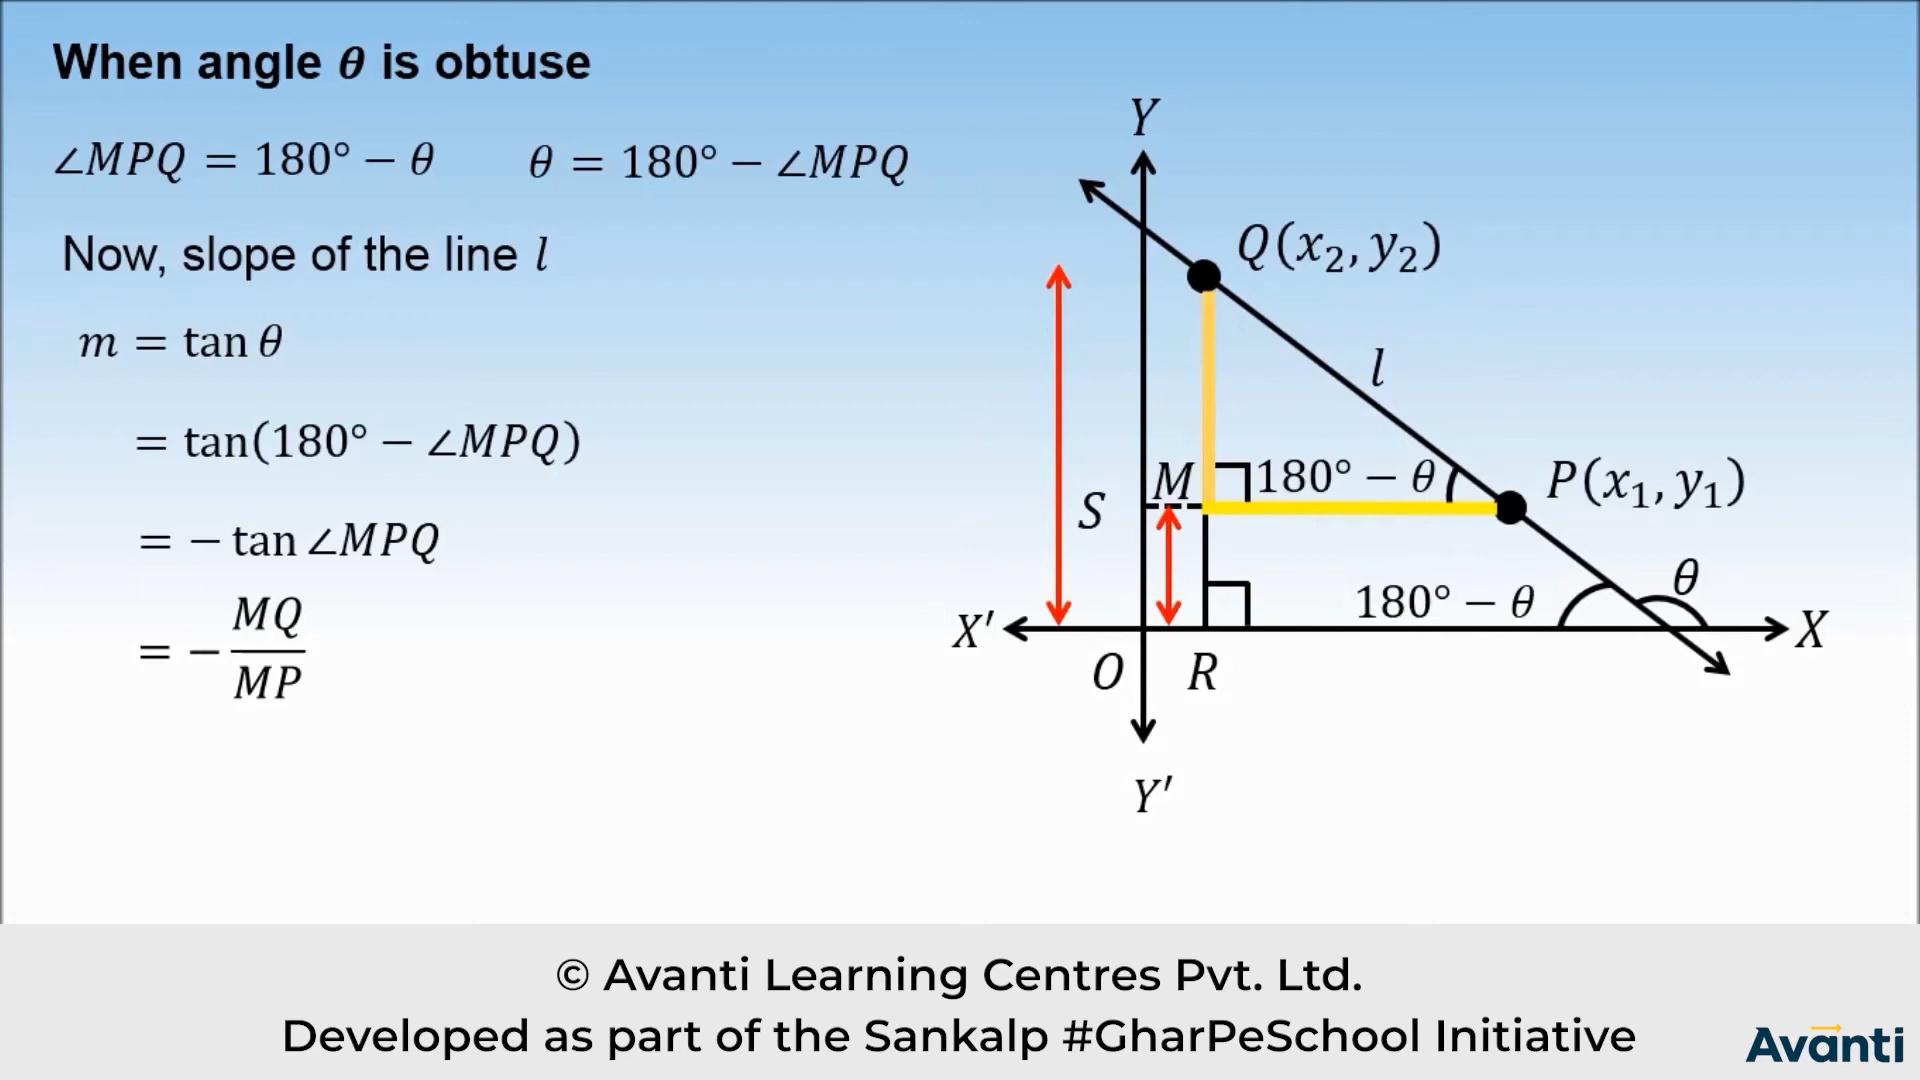 When angle θ is obtuse
∠MPQ = 180° − θ θ = 180° − ∠MPQ
Now, slope of the line l
m = tan θ
= tan(180° − ∠MPQ)
= − tan ∠MPQ
= − MQ/MP
Y
Q(x₂, y₂)
l
M 180° − θ P(x₁, y₁)
S
180° − θ θ
X′ X
O R
Y′
© Avanti Learning Centres Pvt. Ltd.
Developed as part of the Sankalp #GharPeSchool Initiative
Avanti